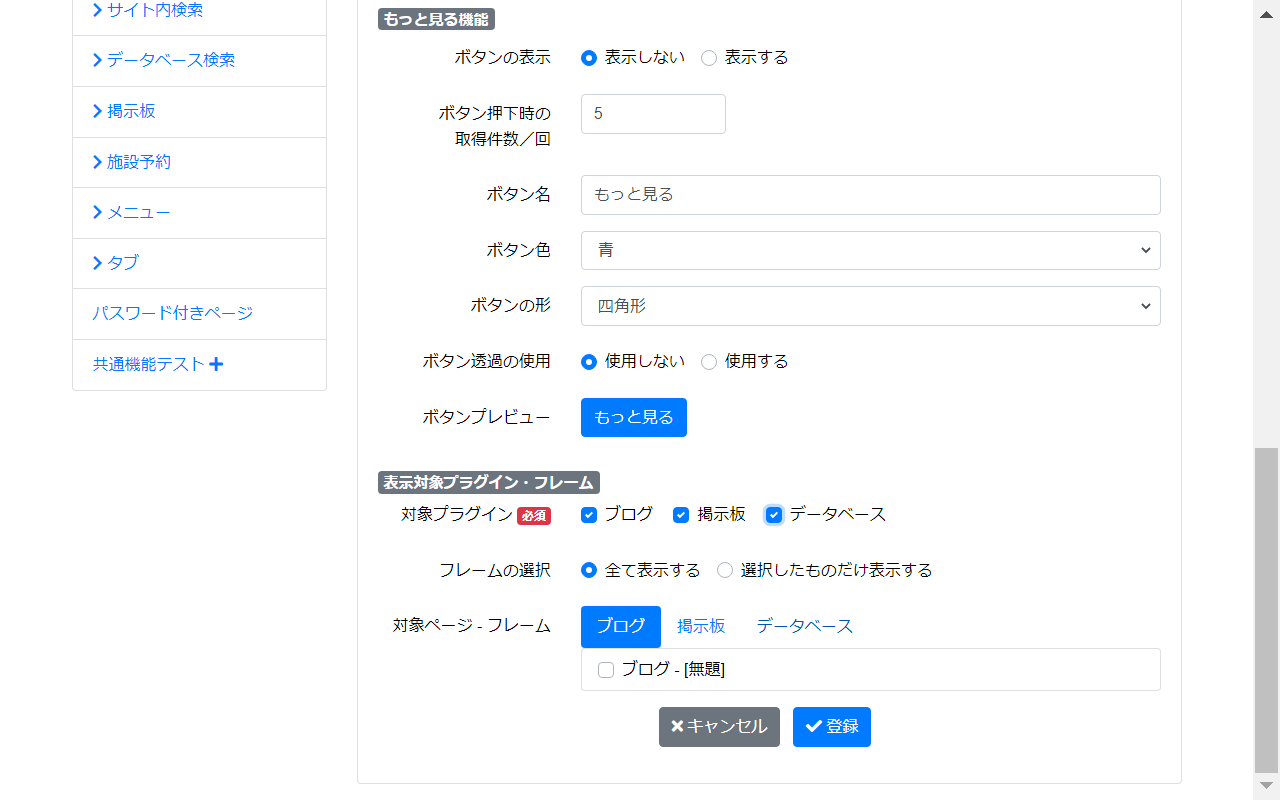 サイト内検索
データベース検索
掲示板
施設予約
メニュー
タブ
パスワード付きページ
共通機能テスト
もっと見る機能
ボタンの表示 表示しない 表示する
ボタン押下時の
取得件数／回 5
ボタン名 もっと見る
ボタン色 青
ボタンの形 四角形
ボタン透過の使用 使用しない 使用する
ボタンプレビュー もっと見る
表示対象プラグイン・フレーム
対象プラグイン 必須 ブログ 掲示板 データベース
フレームの選択 全て表示する 選択したものだけ表示する
対象ページ - フレーム ブログ 掲示板 データベース
ブログ - [無題]
キャンセル 登録